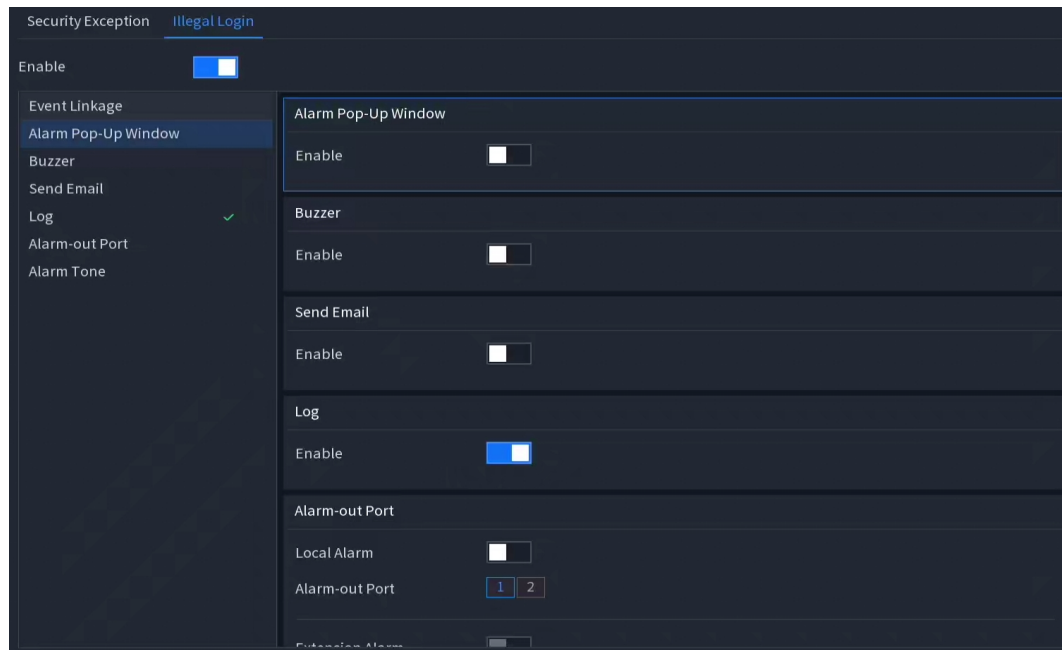 Security Exception Illegal Login
Enable
Event Linkage
Alarm Pop-Up Window
Buzzer
Send Email
Log
Alarm-out Port
Alarm Tone
Alarm Pop-Up Window
Enable
Buzzer
Enable
Send Email
Enable
Log
Enable
Alarm-out Port
Local Alarm
Alarm-out Port 1 2
Extension Alarm